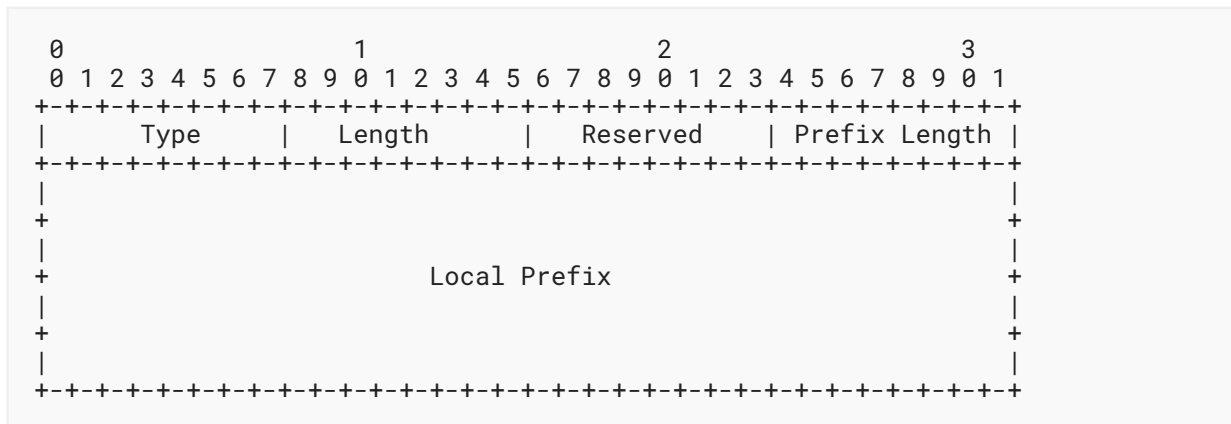 0                   1                   2                   3
 0 1 2 3 4 5 6 7 8 9 0 1 2 3 4 5 6 7 8 9 0 1 2 3 4 5 6 7 8 9 0 1
+-+-+-+-+-+-+-+-+-+-+-+-+-+-+-+-+-+-+-+-+-+-+-+-+-+-+-+-+-+-+-+-+
|      Type     |   Length      |   Reserved    | Prefix Length |
+-+-+-+-+-+-+-+-+-+-+-+-+-+-+-+-+-+-+-+-+-+-+-+-+-+-+-+-+-+-+-+-+
|                                                               |
+                                                               +
|                                                               |
+                         Local Prefix                          +
|                                                               |
+                                                               +
|                                                               |
+-+-+-+-+-+-+-+-+-+-+-+-+-+-+-+-+-+-+-+-+-+-+-+-+-+-+-+-+-+-+-+-+